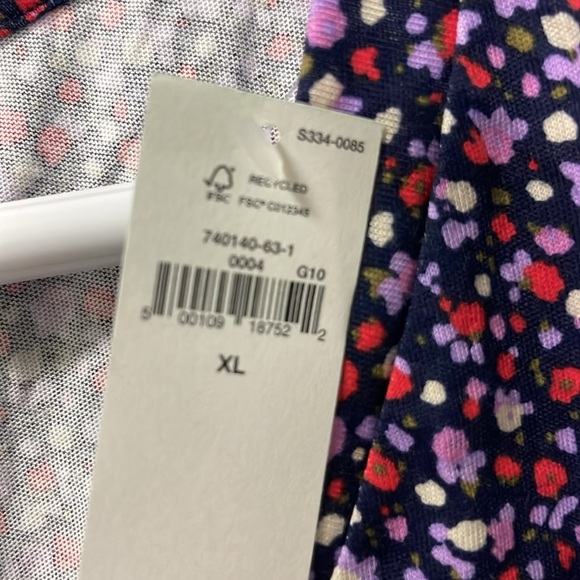 S334-0085
RECYCLED
FSC FSC® C012345
740140-63-1
0004 G10
5 00109 18752 2
XL